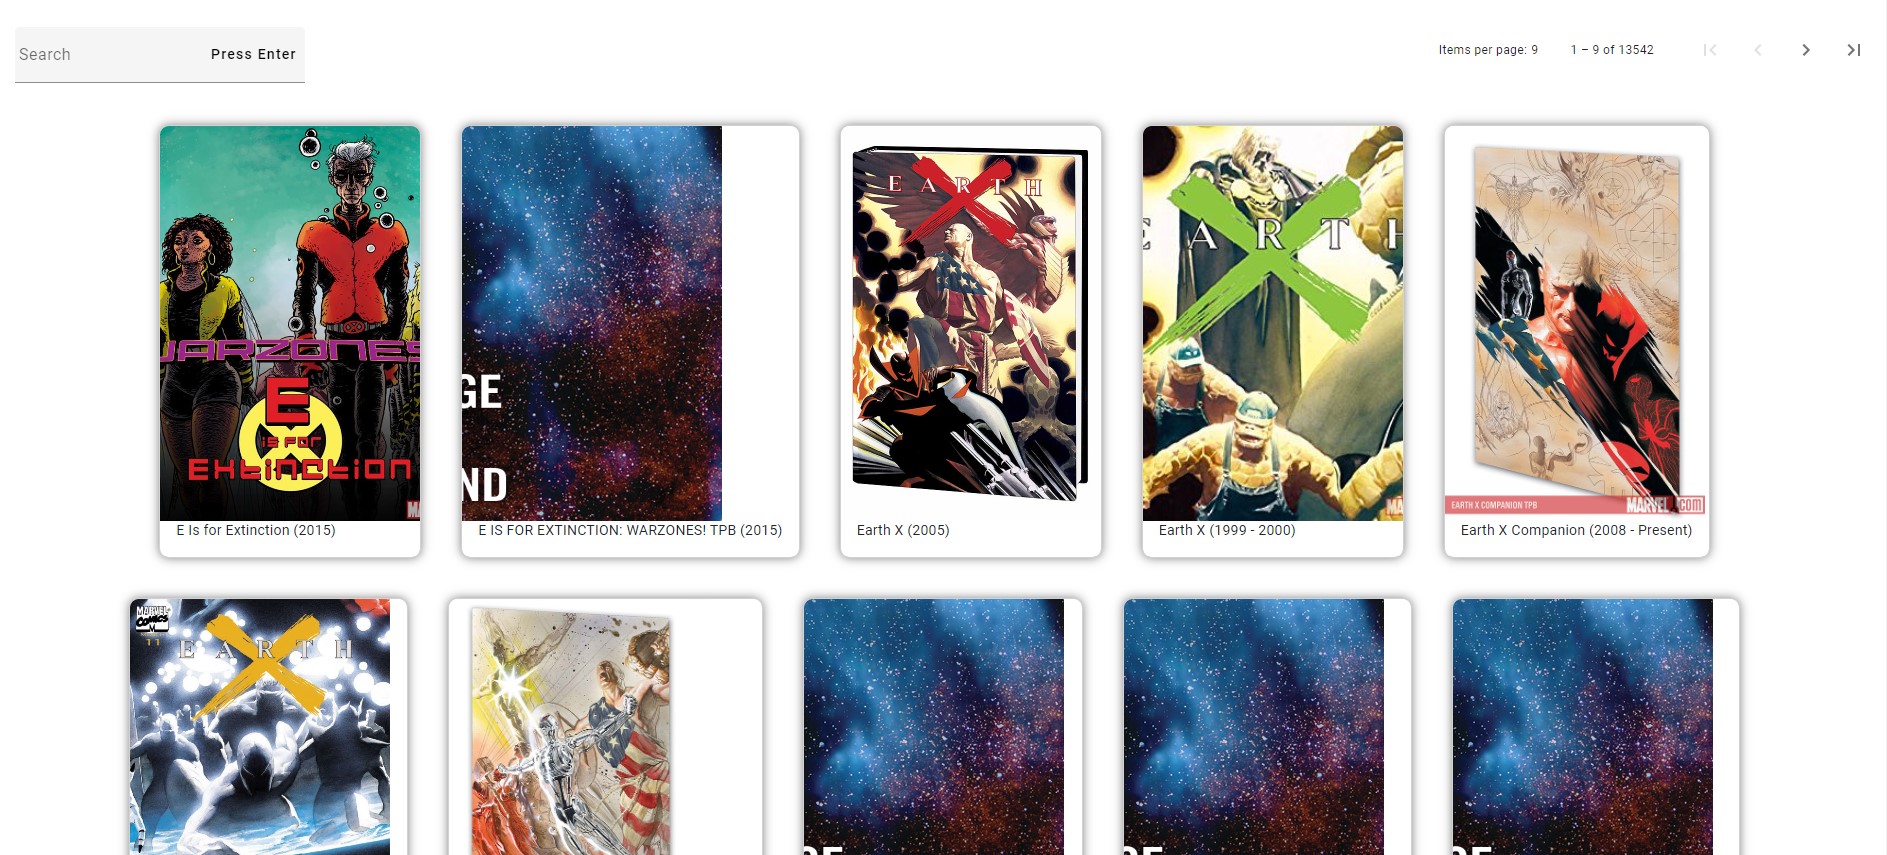 Search
Press Enter
Items per page: 9
1 – 9 of 13542
WARZONES
E
IS FOR
Extinction
GE
ND
EARTH
EARTH
EARTH X COMPANION TPB
MARVEL.COM
E Is for Extinction (2015)
E IS FOR EXTINCTION: WARZONES! TPB (2015)
Earth X (2005)
Earth X (1999 - 2000)
Earth X Companion (2008 - Present)
MARVEL
COMICS
11
EARTH